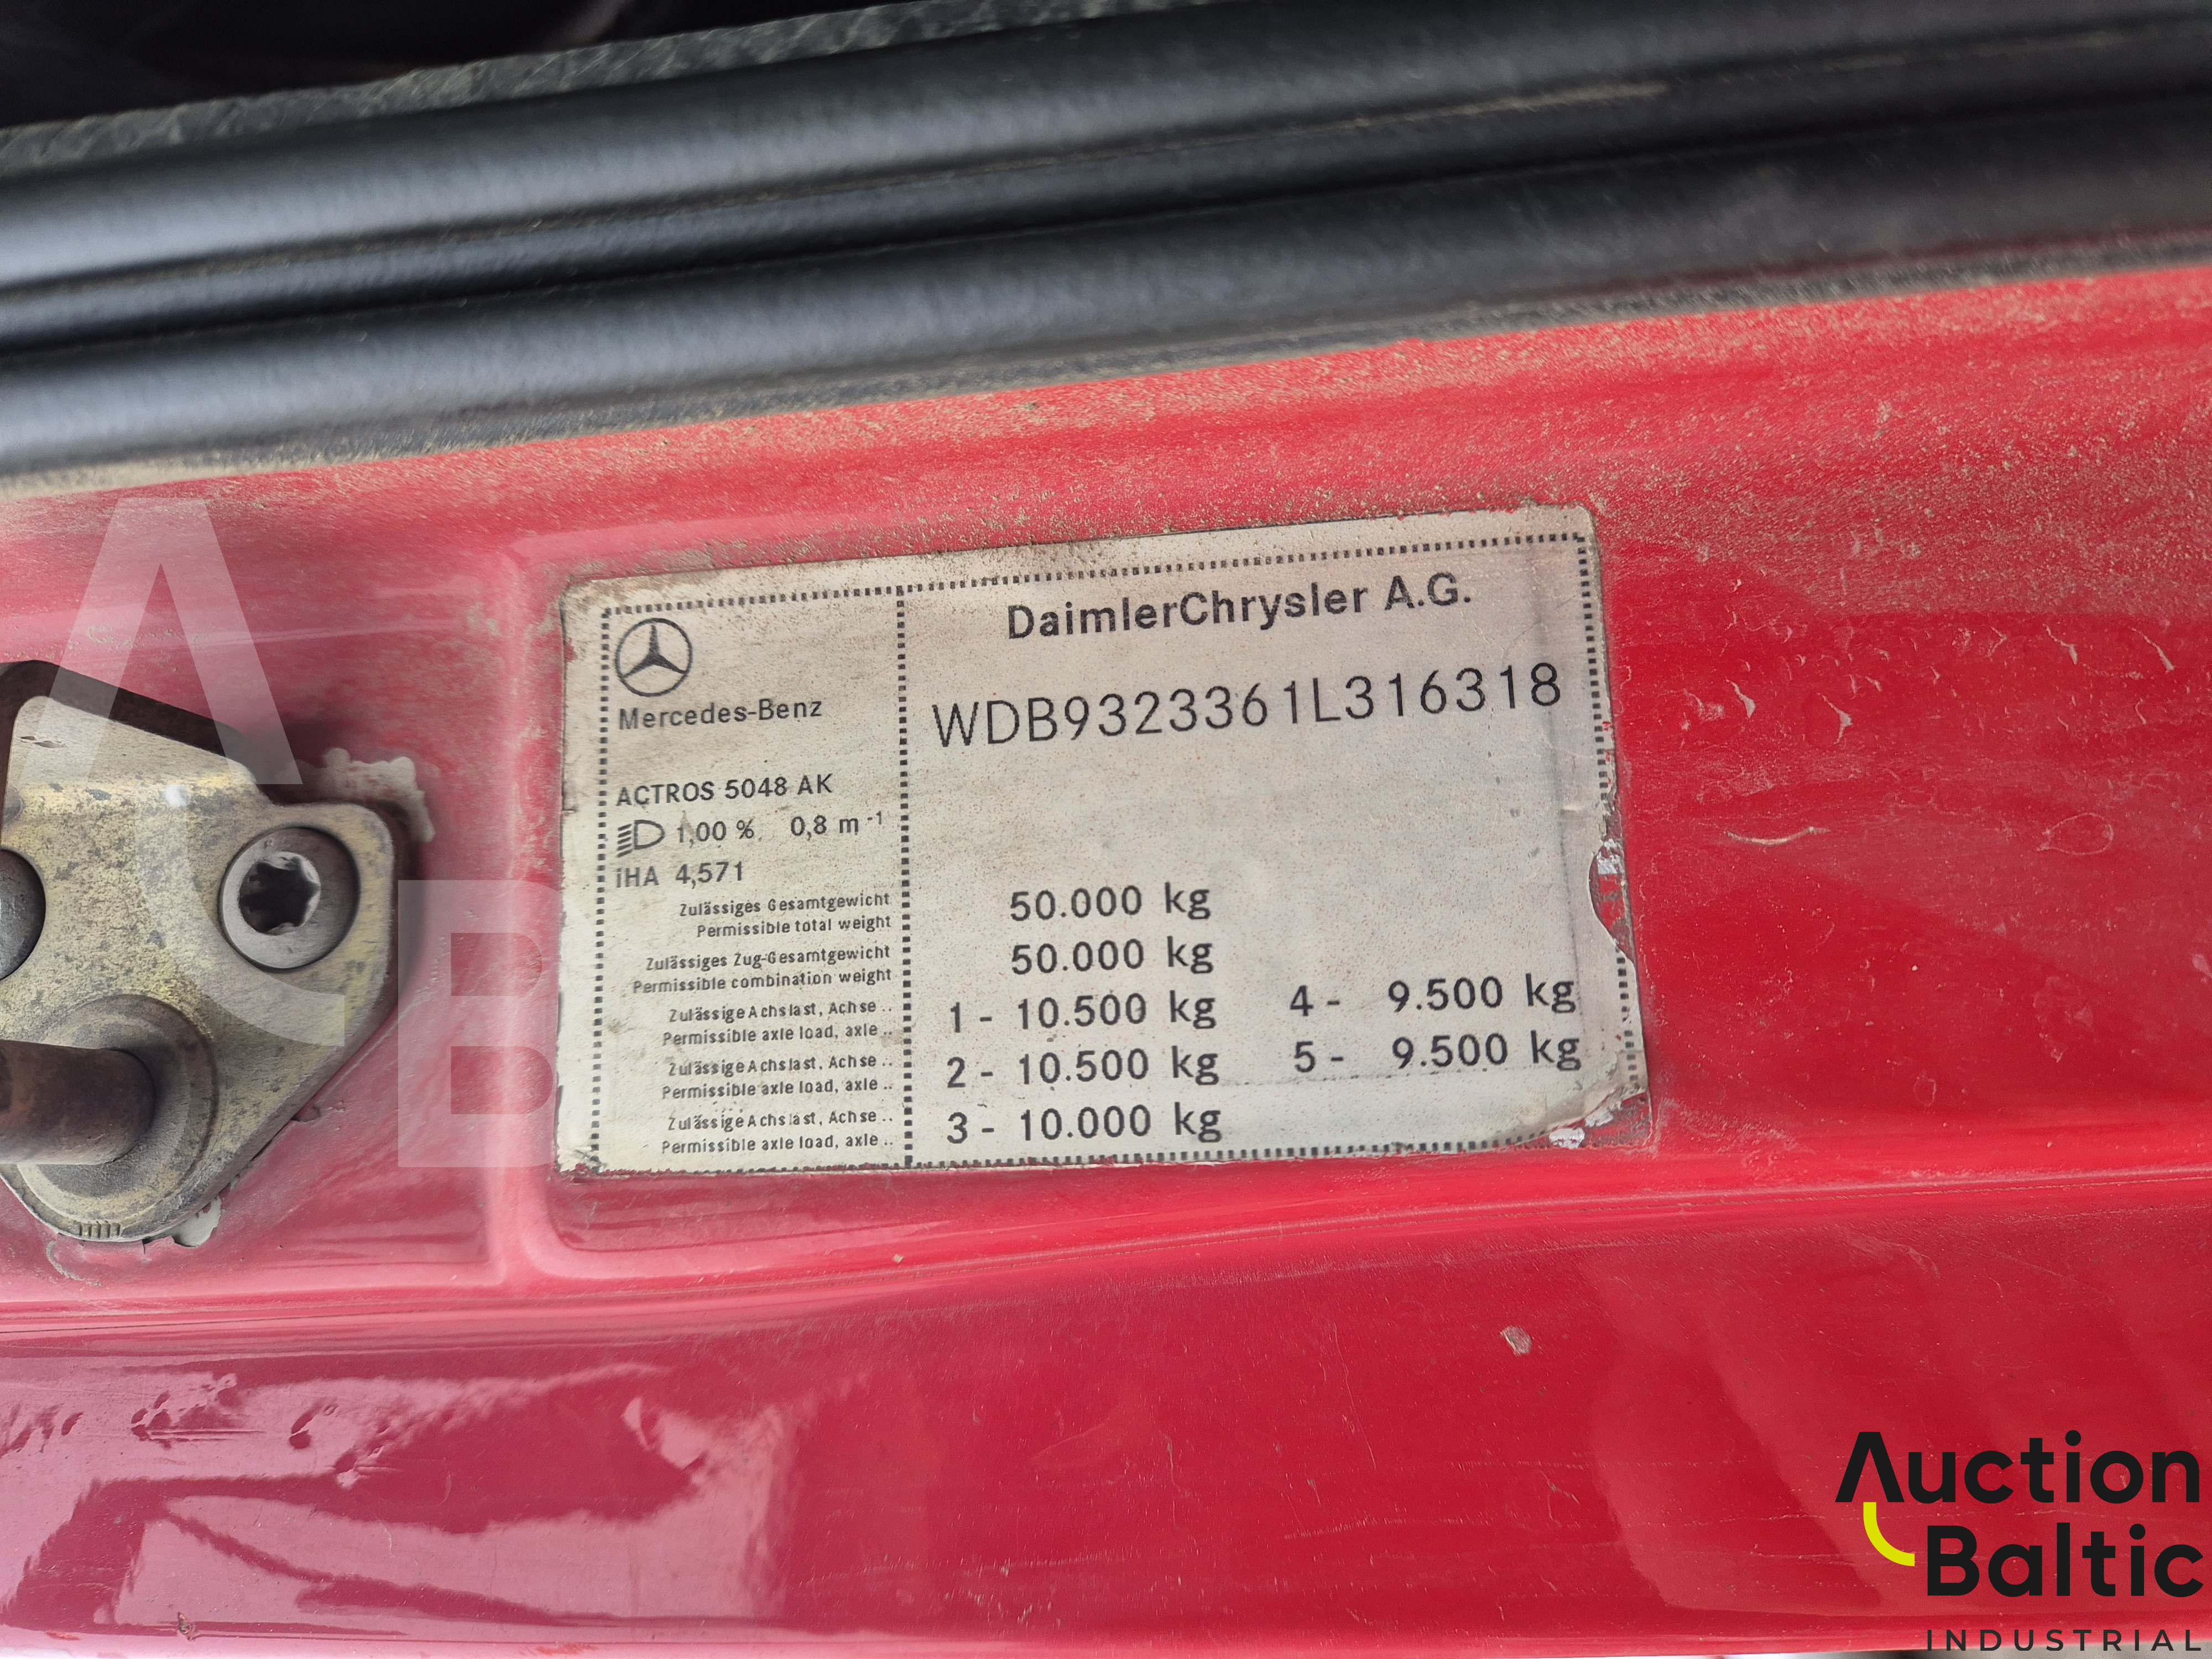 DaimlerChrysler A.G.
WDB9323361L316318
Mercedes-Benz
ACTROS 5048 AK
1,00 % 0,8 m -1
iHA 4,571
Zulässiges Gesamtgewicht
Permissible total weight
50.000 kg
Zulässiges Zug-Gesamtgewicht
Permissible combination weight
50.000 kg
Zulässige Achslast, Achse ..
Permissible axle load, axle ..
1 - 10.500 kg 4 - 9.500 kg
Zulässige Achslast, Achse ..
Permissible axle load, axle ..
2 - 10.500 kg 5 - 9.500 kg
Zulässige Achslast, Achse ..
Permissible axle load, axle ..
3 - 10.000 kg
AB
Auction
Baltic
INDUSTRIAL